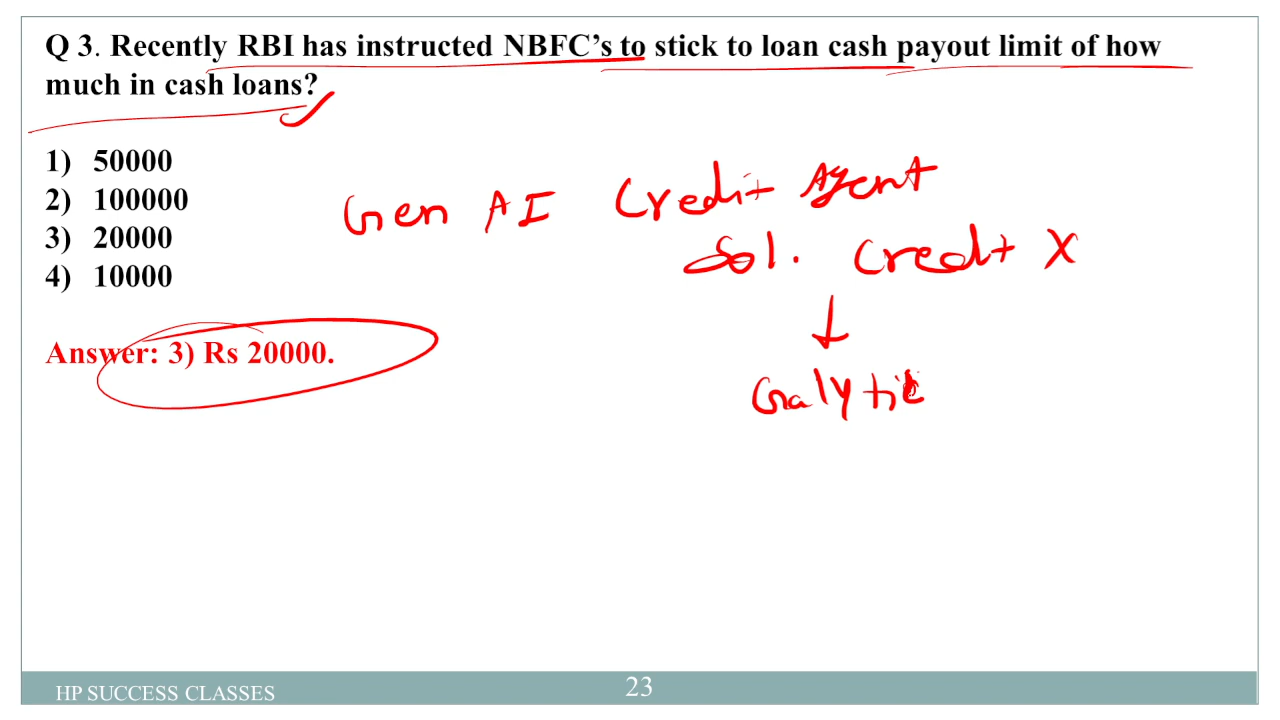 Q 3. Recently RBI has instructed NBFC's to stick to loan cash payout limit of how
much in cash loans?
1) 50000
2) 100000
3) 20000
4) 10000
Gen AI Credit Agent
Sol. Credit X
Galytic
Answer: 3) Rs 20000.
HP SUCCESS CLASSES
23